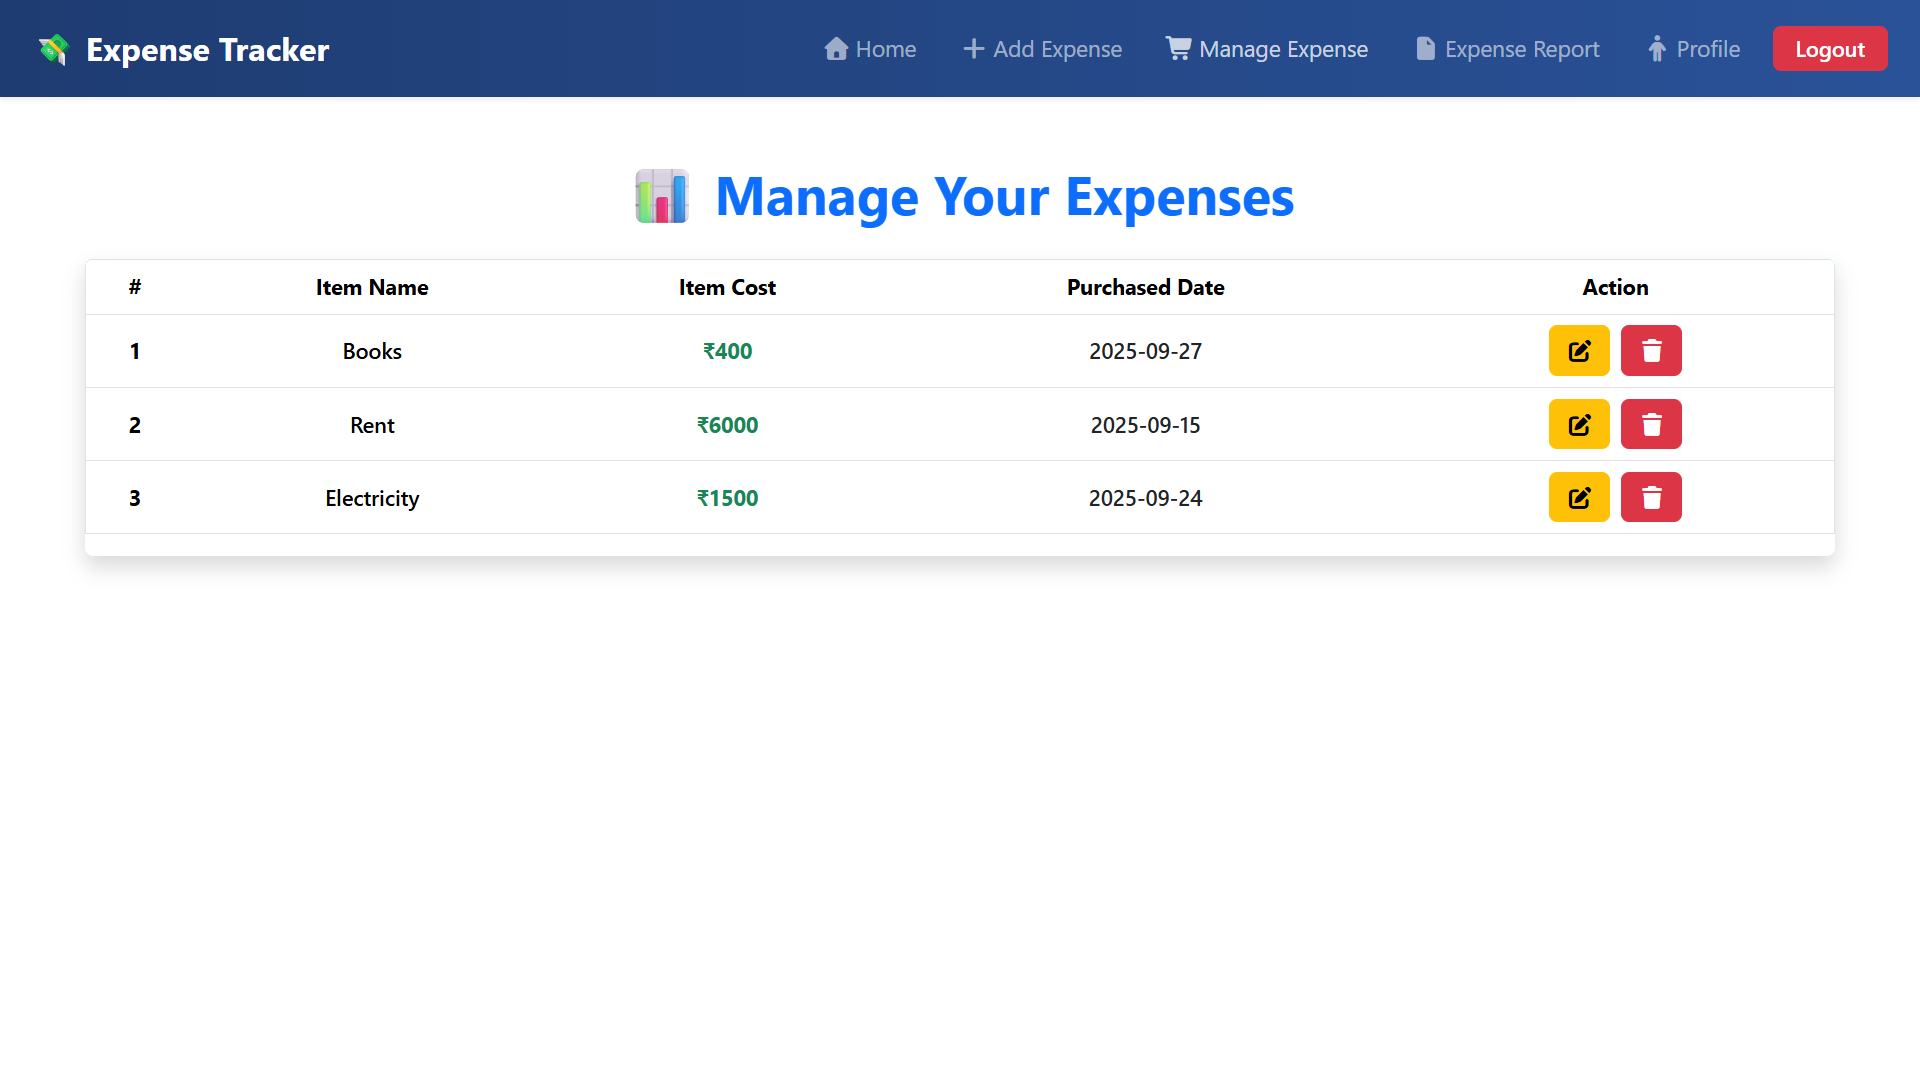 Expense Tracker Home Add Expense Manage Expense Expense Report Profile Logout
Manage Your Expenses
# Item Name Item Cost Purchased Date Action
1 Books ₹400 2025-09-27
2 Rent ₹6000 2025-09-15
3 Electricity ₹1500 2025-09-24